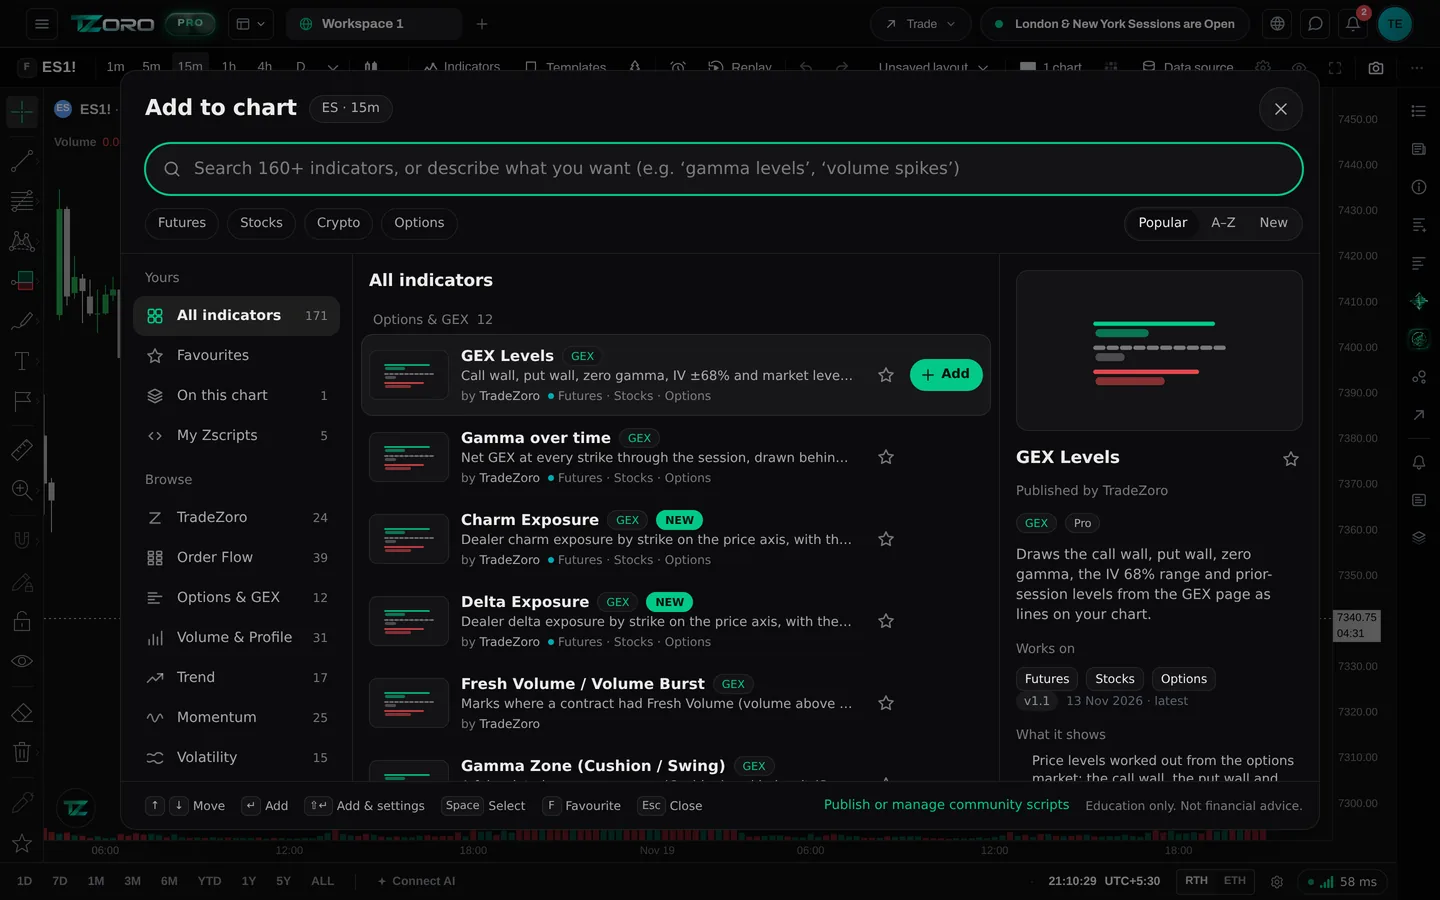 TZORO PRO
Workspace 1
Trade
London & New York Sessions are Open
2
TE
F ES1! 1m 5m 15m 1h 4h D
Indicators
Templates
Replay
Unsaved layout
1 chart
Data source
ES ES1! ·
Volume 0.0
Add to chart
ES · 15m
Search 160+ indicators, or describe what you want (e.g. ‘gamma levels’, ‘volume spikes’)
Futures
Stocks
Crypto
Options
Popular
A–Z
New
Yours
All indicators 171
Favourites
On this chart 1
My Zscripts 5
Browse
TradeZoro 24
Order Flow 39
Options & GEX 12
Volume & Profile 31
Trend 17
Momentum 25
Volatility 15
All indicators
Options & GEX 12
GEX Levels GEX
Call wall, put wall, zero gamma, IV ±68% and market leve...
by TradeZoro Futures · Stocks · Options
Add
Gamma over time GEX
Net GEX at every strike through the session, drawn behin...
by TradeZoro Futures · Stocks · Options
Charm Exposure GEX NEW
Dealer charm exposure by strike on the price axis, with th...
by TradeZoro Futures · Stocks · Options
Delta Exposure GEX NEW
Dealer delta exposure by strike on the price axis, with the...
by TradeZoro Futures · Stocks · Options
Fresh Volume / Volume Burst GEX
Marks where a contract had Fresh Volume (volume above ...
by TradeZoro
Gamma Zone (Cushion / Swing) GEX
GEX Levels
Published by TradeZoro
GEX
Pro
Draws the call wall, put wall, zero
gamma, the IV 68% range and prior-
session levels from the GEX page as
lines on your chart.
Works on
Futures
Stocks
Options
v1.1 13 Nov 2026 · latest
What it shows
Price levels worked out from the options
market: the call wall, the put wall and
↑ ↓ Move
↵ Add
⇧↵ Add & settings
Space Select
F Favourite
Esc Close
Publish or manage community scripts
Education only. Not financial advice.
7450.00
7440.00
7430.00
7420.00
7410.00
7400.00
7390.00
7380.00
7370.00
7360.00
7350.00
7340.75
04:31
7330.00
7320.00
7310.00
7300.00
06:00
12:00
18:00
Nov 19
06:00
12:00
18:00
1D 7D 1M 3M 6M YTD 1Y 5Y ALL
Connect AI
21:10:29 UTC+5:30
RTH ETH
58 ms